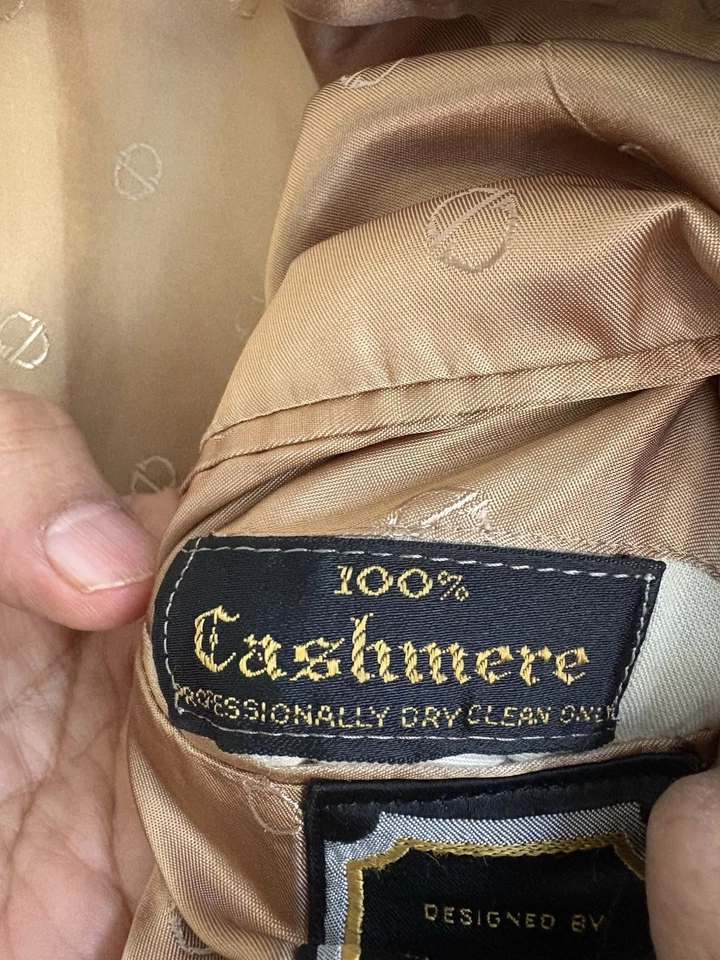 100%
Cashmere
PROFESSIONALLY DRY CLEAN ONLY
DESIGNED BY